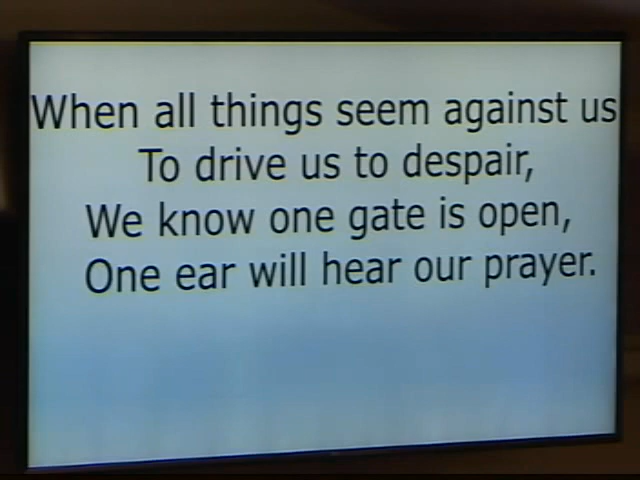 When all things seem against us
To drive us to despair,
We know one gate is open,
One ear will hear our prayer.